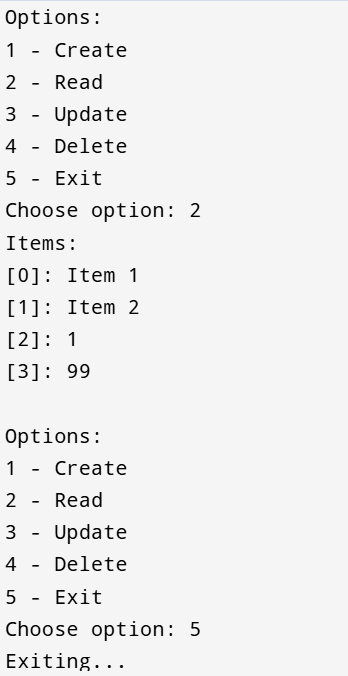 Options:
1 - Create
2 - Read
3 - Update
4 - Delete
5 - Exit
Choose option: 2
Items:
[0]: Item 1
[1]: Item 2
[2]: 1
[3]: 99

Options:
1 - Create
2 - Read
3 - Update
4 - Delete
5 - Exit
Choose option: 5
Exiting...